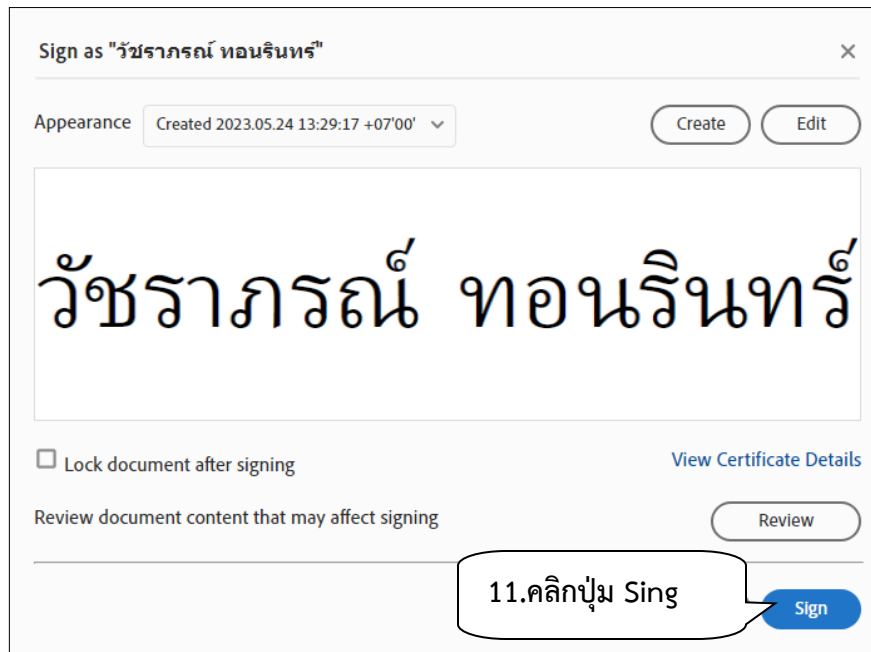 Sign as "วัชราภรณ์ ทอนรินทร์"
Appearance Created 2023.05.24 13:29:17 +07'00' Create Edit
วัชราภรณ์ ทอนรินทร์
Lock document after signing View Certificate Details
Review document content that may affect signing Review
11.คลิกปุ่ม Sing
Sign